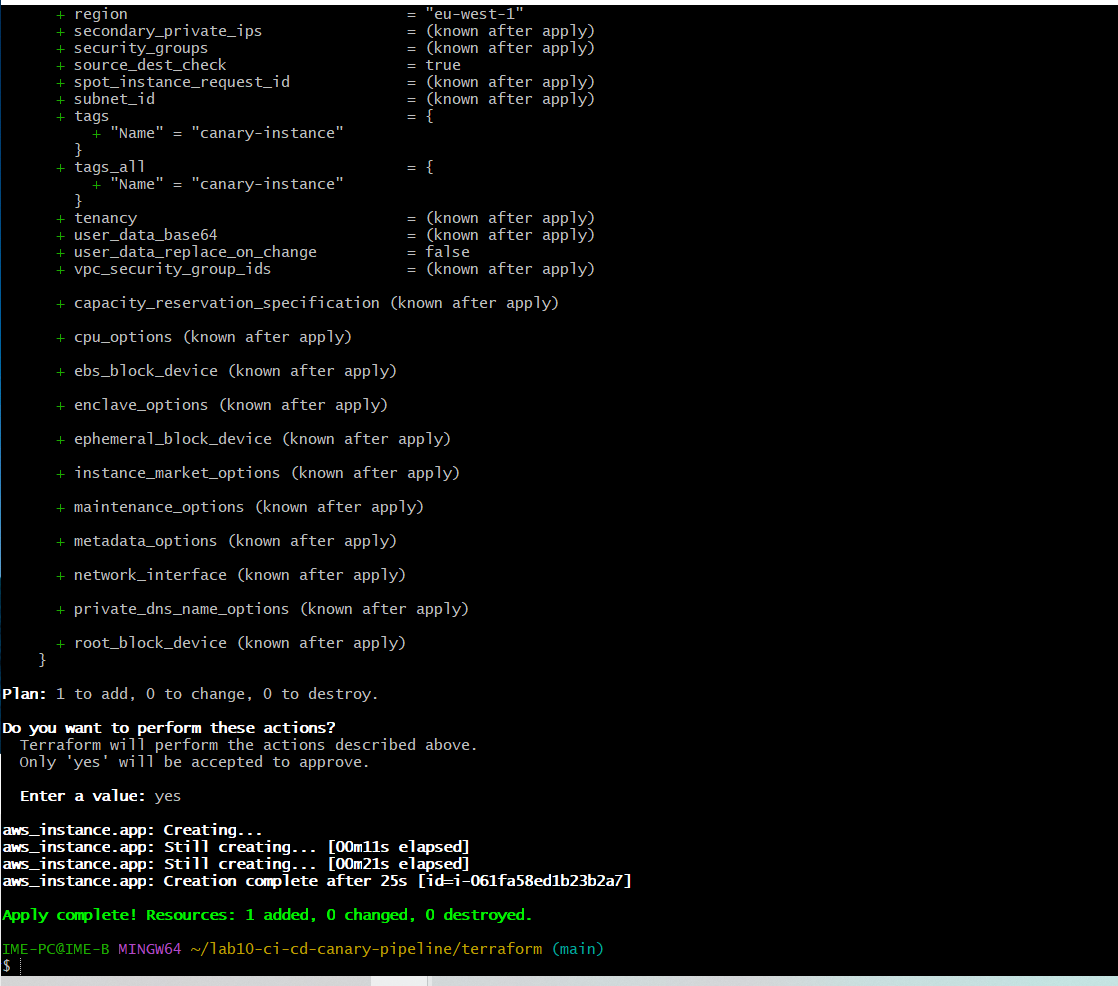 + region = "eu-west-1"
+ secondary_private_ips = (known after apply)
+ security_groups = (known after apply)
+ source_dest_check = true
+ spot_instance_request_id = (known after apply)
+ subnet_id = (known after apply)
+ tags = {
+ "Name" = "canary-instance"
}
+ tags_all = {
+ "Name" = "canary-instance"
}
+ tenancy = (known after apply)
+ user_data_base64 = (known after apply)
+ user_data_replace_on_change = false
+ vpc_security_group_ids = (known after apply)
+ capacity_reservation_specification (known after apply)
+ cpu_options (known after apply)
+ ebs_block_device (known after apply)
+ enclave_options (known after apply)
+ ephemeral_block_device (known after apply)
+ instance_market_options (known after apply)
+ maintenance_options (known after apply)
+ metadata_options (known after apply)
+ network_interface (known after apply)
+ private_dns_name_options (known after apply)
+ root_block_device (known after apply)
}
Plan: 1 to add, 0 to change, 0 to destroy.
Do you want to perform these actions?
Terraform will perform the actions described above.
Only 'yes' will be accepted to approve.
Enter a value: yes
aws_instance.app: Creating...
aws_instance.app: Still creating... [00m11s elapsed]
aws_instance.app: Still creating... [00m21s elapsed]
aws_instance.app: Creation complete after 25s [id=i-061fa58ed1b23b2a7]
Apply complete! Resources: 1 added, 0 changed, 0 destroyed.
IME-PC@IME-B MINGW64 ~/lab10-ci-cd-canary-pipeline/terraform (main)
$